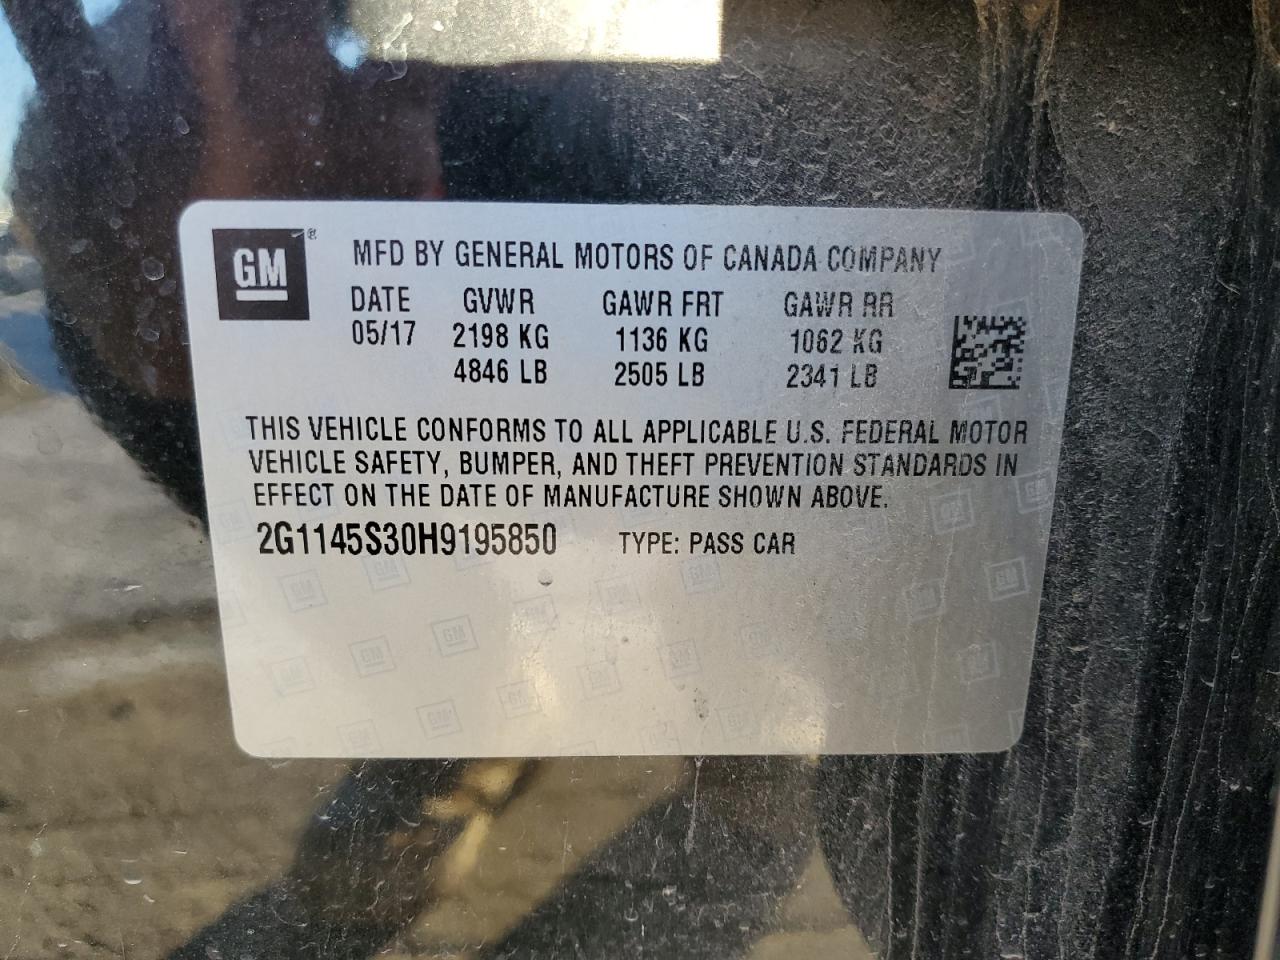 GM ® MFD BY GENERAL MOTORS OF CANADA COMPANY
DATE GVWR GAWR FRT GAWR RR
05/17 2198 KG 1136 KG 1062 KG
4846 LB 2505 LB 2341 LB
THIS VEHICLE CONFORMS TO ALL APPLICABLE U.S. FEDERAL MOTOR
VEHICLE SAFETY, BUMPER, AND THEFT PREVENTION STANDARDS IN
EFFECT ON THE DATE OF MANUFACTURE SHOWN ABOVE.
2G1145S30H9195850 TYPE: PASS CAR